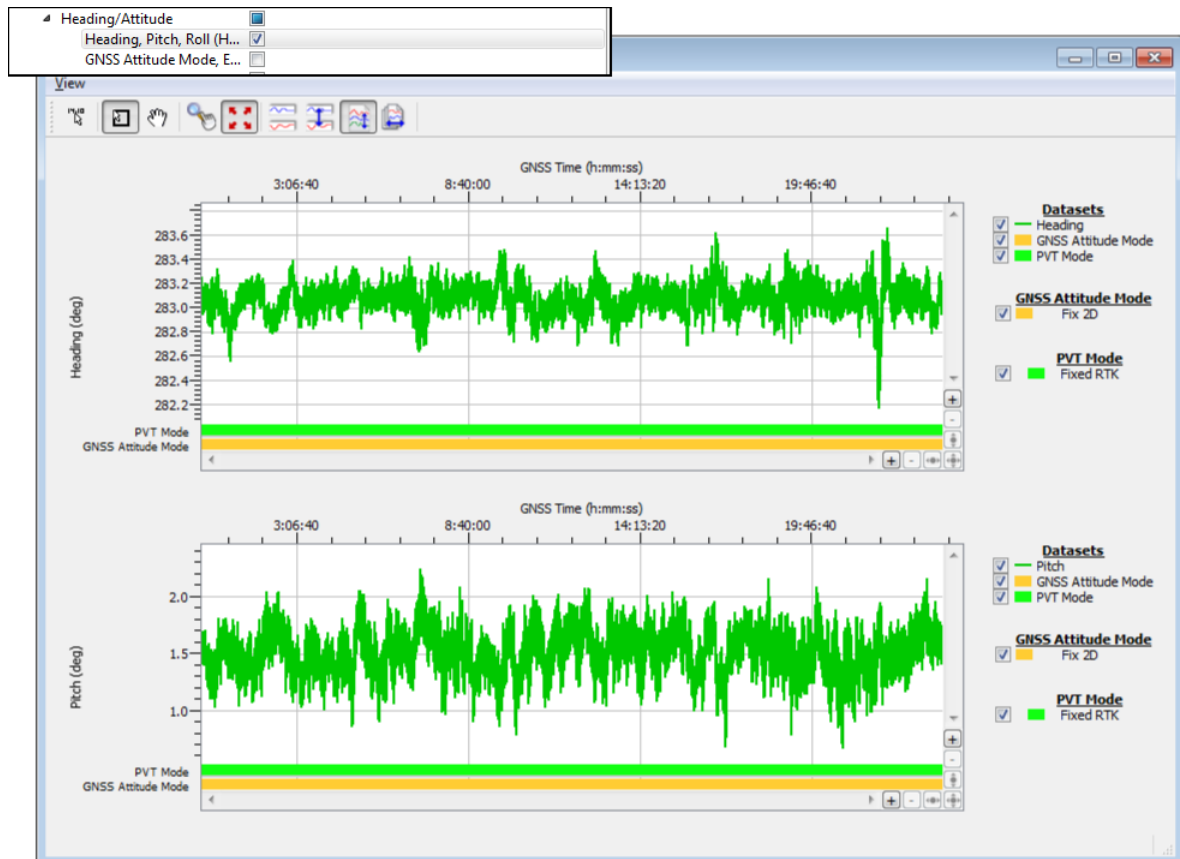 Heading/Attitude
Heading, Pitch, Roll (H...
GNSS Attitude Mode, E...
View
GNSS Time (h:mm:ss)
3:06:40 8:40:00 14:13:20 19:46:40
Heading (deg)
283.6
283.4
283.2
283.0
282.8
282.6
282.4
282.2
PVT Mode
GNSS Attitude Mode
Datasets
Heading
GNSS Attitude Mode
PVT Mode
GNSS Attitude Mode
Fix 2D
PVT Mode
Fixed RTK
GNSS Time (h:mm:ss)
3:06:40 8:40:00 14:13:20 19:46:40
Pitch (deg)
2.0
1.5
1.0
PVT Mode
GNSS Attitude Mode
Datasets
Pitch
GNSS Attitude Mode
PVT Mode
GNSS Attitude Mode
Fix 2D
PVT Mode
Fixed RTK